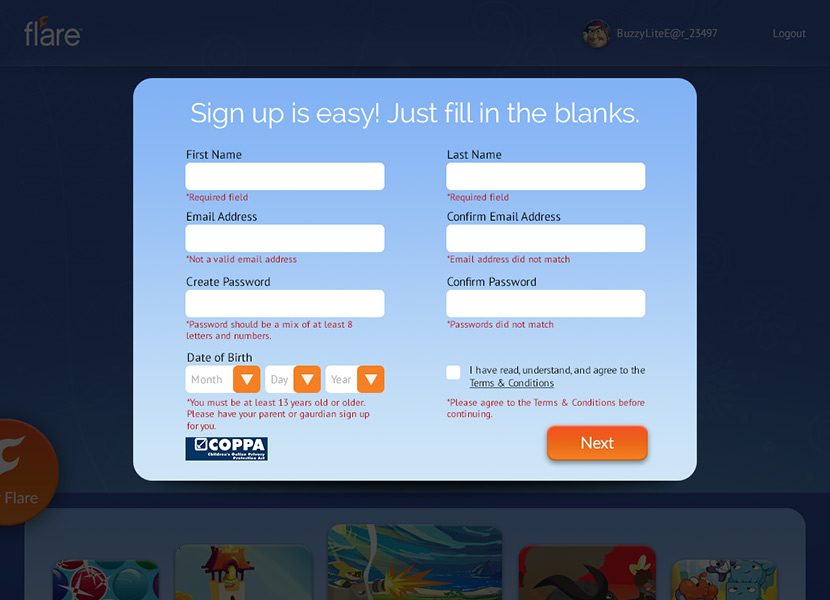 flare
BuzzyLiteE@r_23497
Logout
Sign up is easy! Just fill in the blanks.
First Name
Last Name
*Required field
*Required field
Email Address
Confirm Email Address
*Not a valid email address
*Email address did not match
Create Password
Confirm Password
*Password should be a mix of at least 8
letters and numbers.
*Passwords did not match
Date of Birth
Month
Day
Year
I have read, understand, and agree to the
Terms & Conditions
*You must be at least 13 years old or older.
Please have your parent or gaurdian sign up
for you.
*Please agree to the Terms & Conditions before
continuing.
COPPA
Children's Online Privacy
Protection Act
Next
Flare